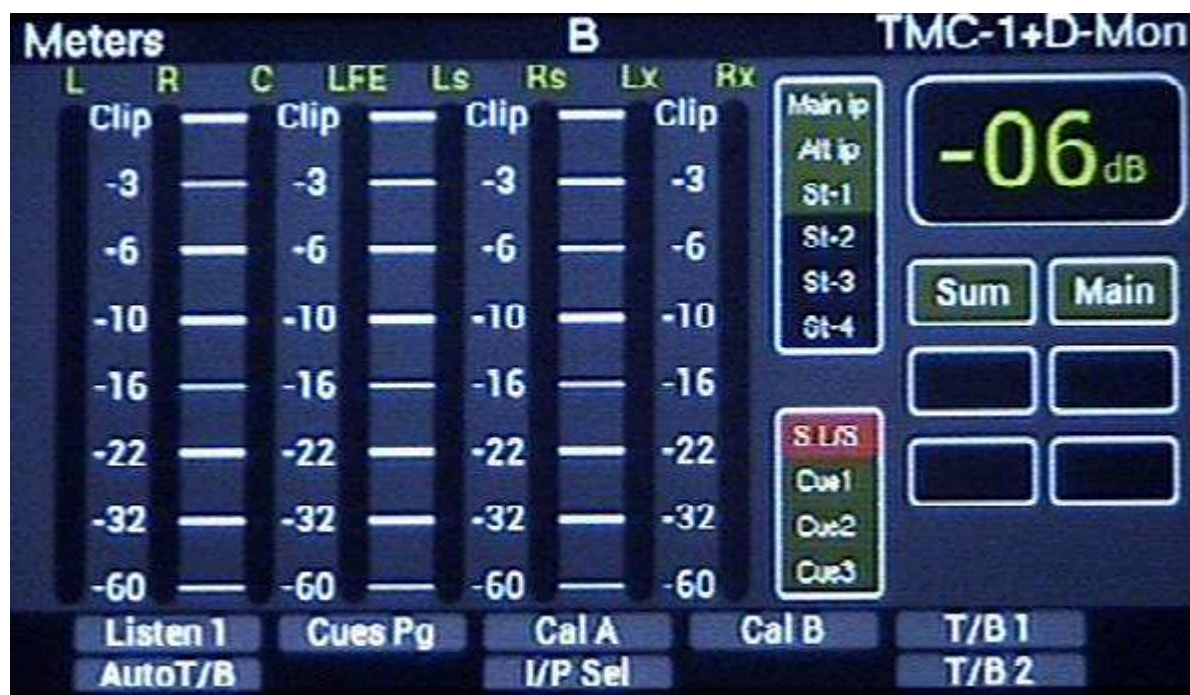 Meters B TMC-1+D-Mon
L R C LFE Ls Rs Lx Rx
Clip Clip Clip Clip
-3 -3 -3 -3
-6 -6 -6 -6
-10 -10 -10 -10
-16 -16 -16 -16
-22 -22 -22 -22
-32 -32 -32 -32
-60 -60 -60 -60
Main ip
Alt ip
St-1
St-2
St-3
St-4
S L/S
Cue1
Cue2
Cue3
-06 dB
Sum Main
Listen 1 Cues Pg Cal A Cal B T/B 1
AutoT/B I/P Sel T/B 2